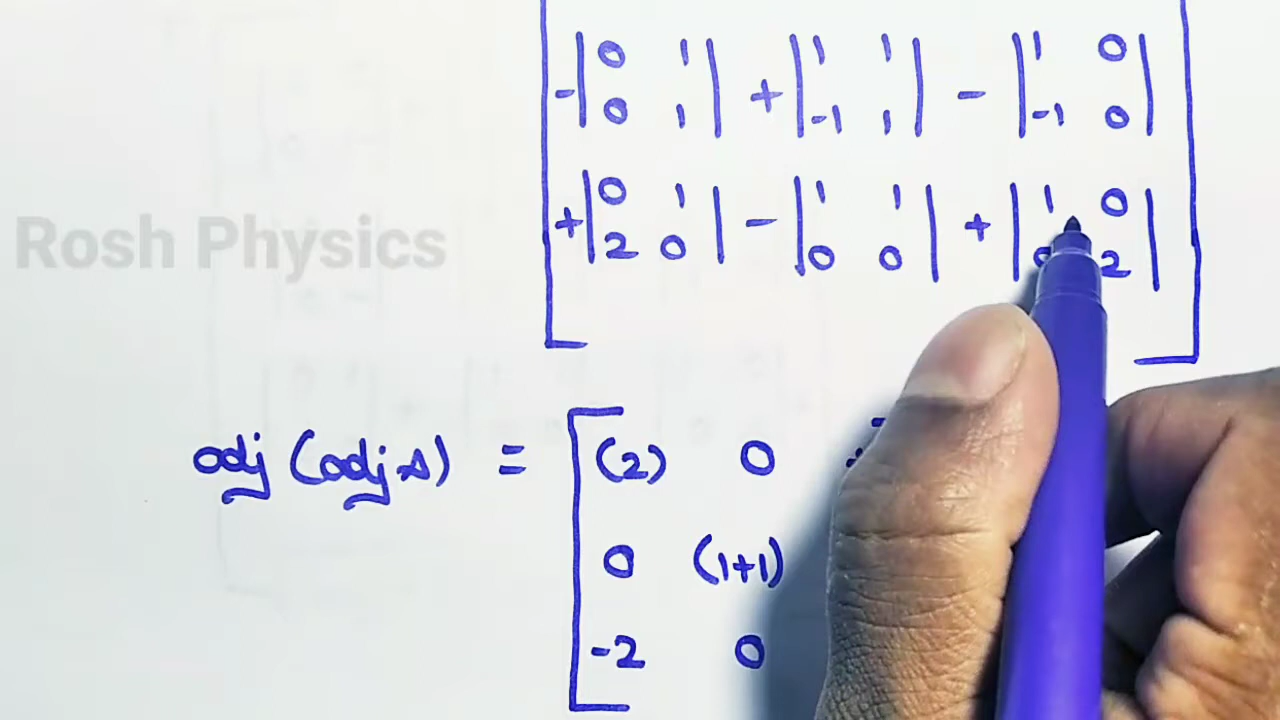 -|0 1| +|1 1| -|1 0|
|0 1| |-1 1| |-1 0|
+|0 1| -|1 1| +|1 0|
|2 0| |0 0| |0 2|
Rosh Physics
adj (adj A) = [(2) 0
0 (1+1)
-2 0